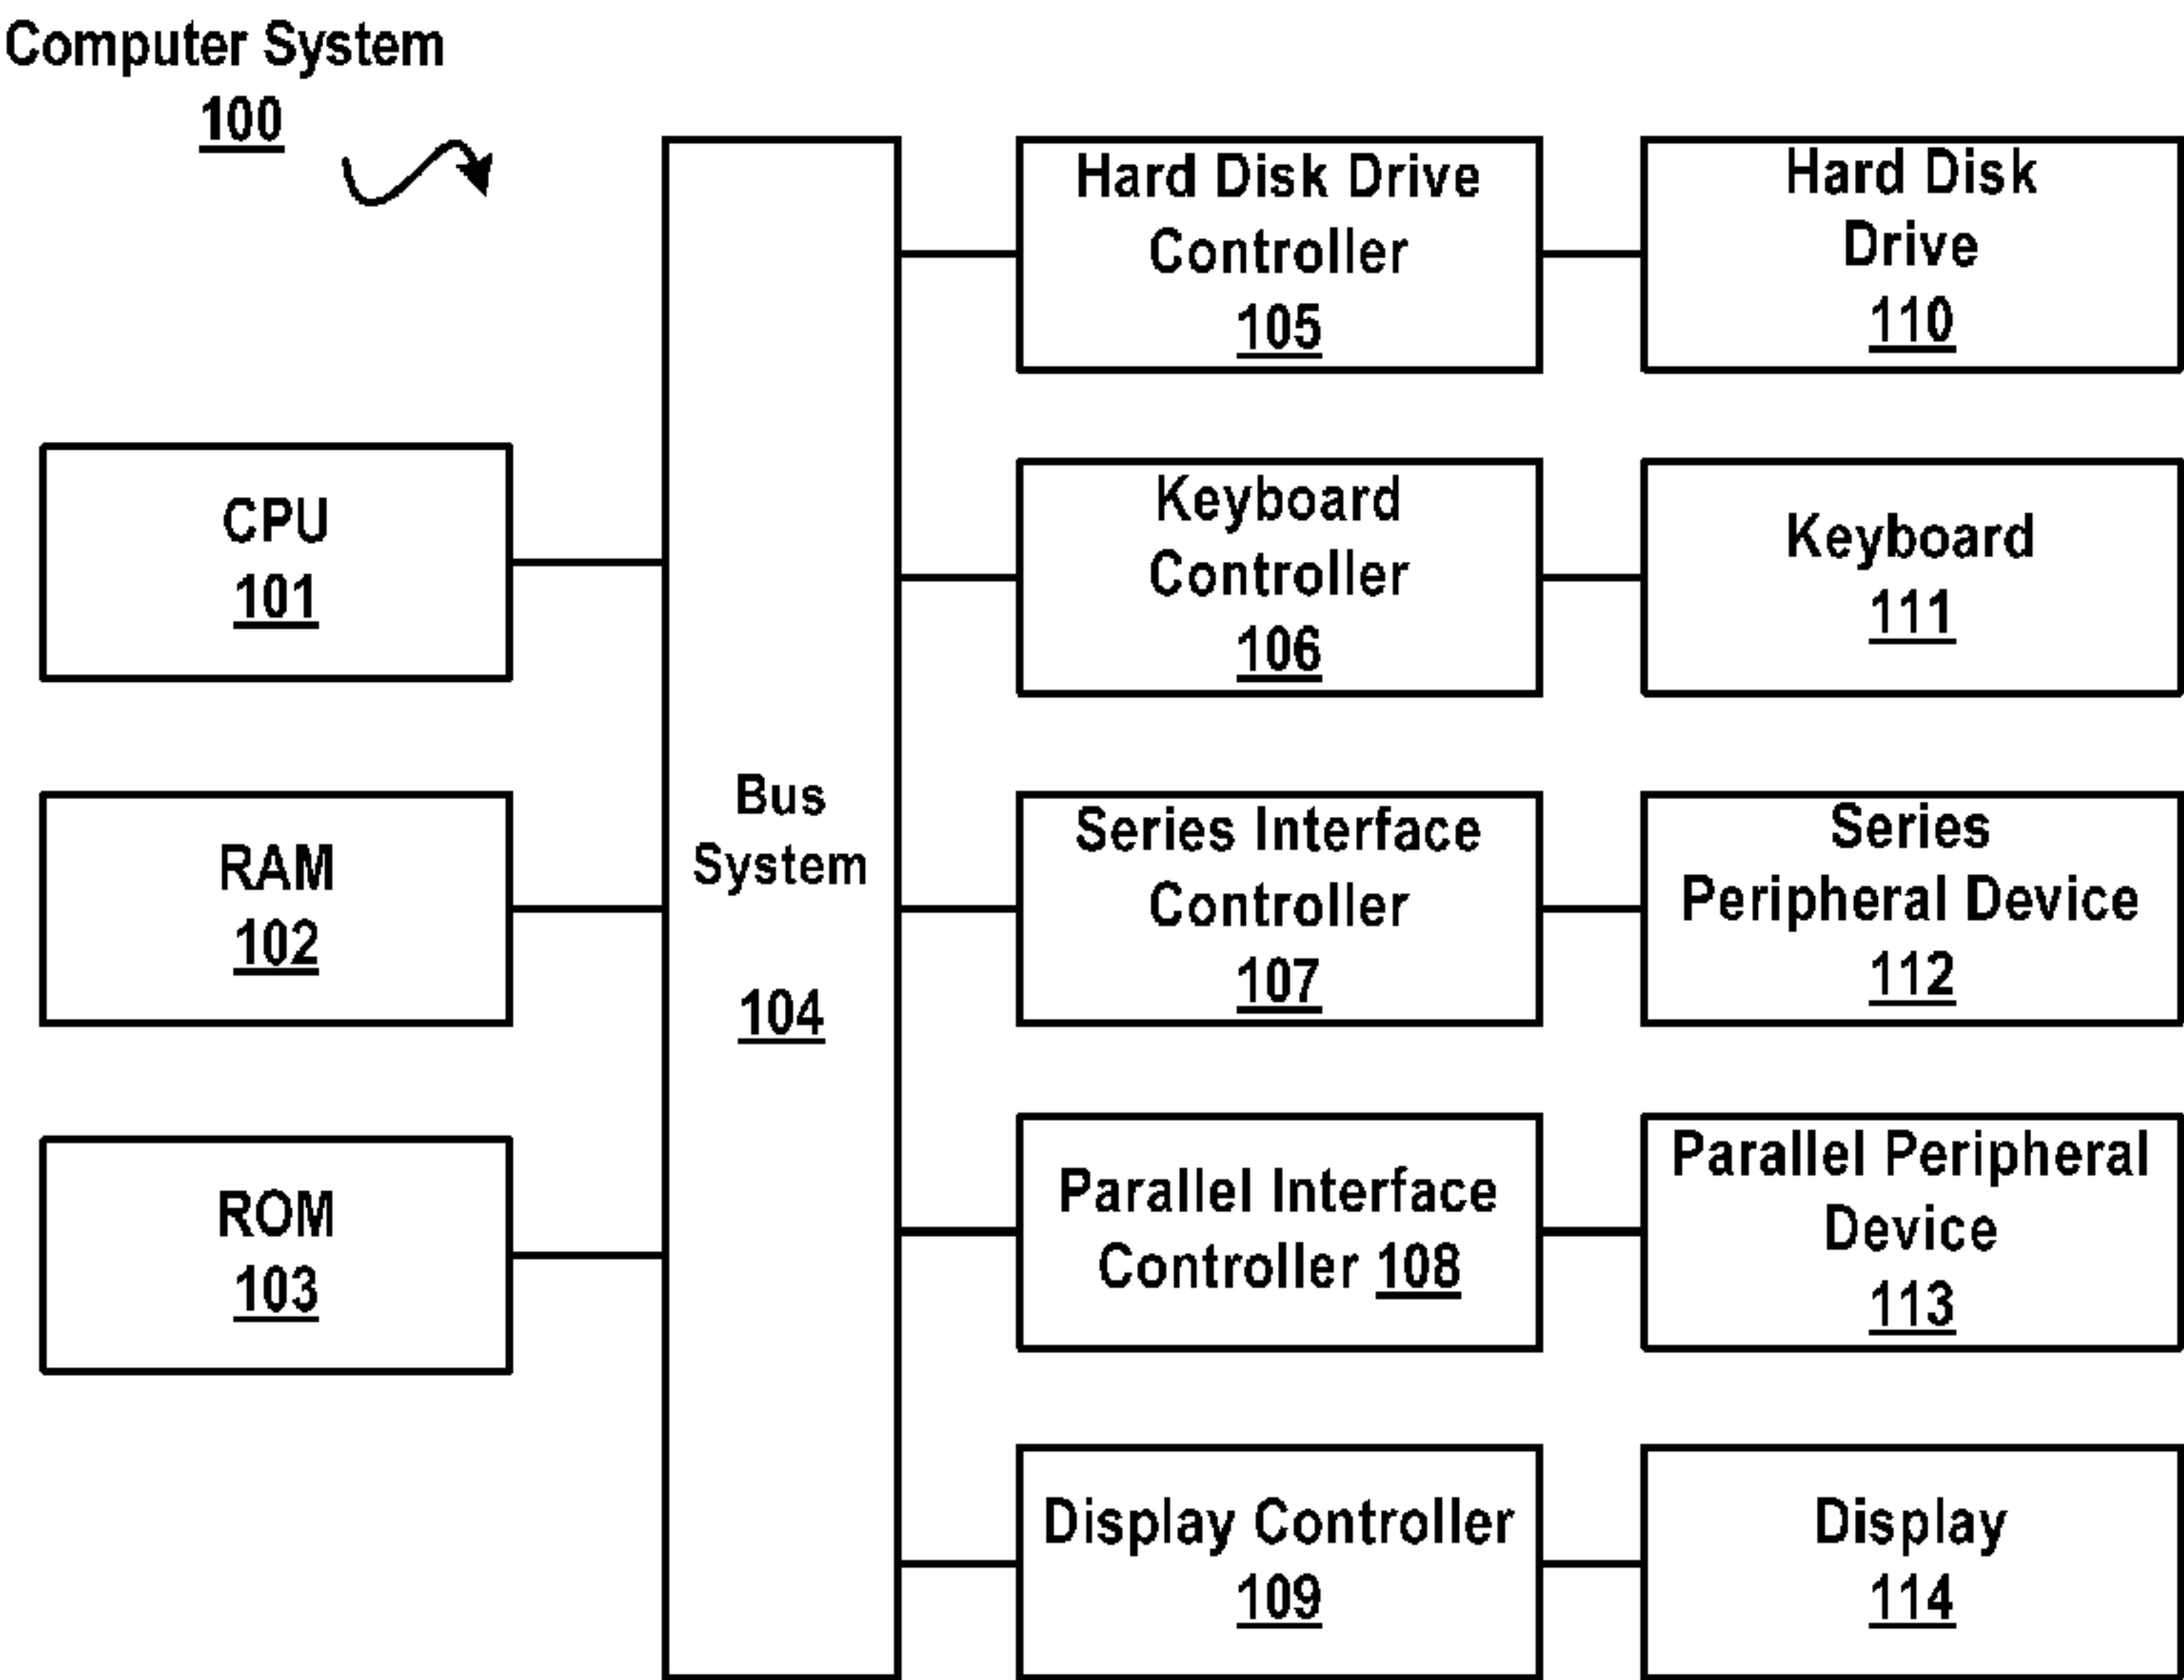 Computer System
100
CPU
101
RAM
102
ROM
103
Bus
System
104
Hard Disk Drive
Controller
105
Keyboard
Controller
106
Series Interface
Controller
107
Parallel Interface
Controller 108
Display Controller
109
Hard Disk
Drive
110
Keyboard
111
Series
Peripheral Device
112
Parallel Peripheral
Device
113
Display
114